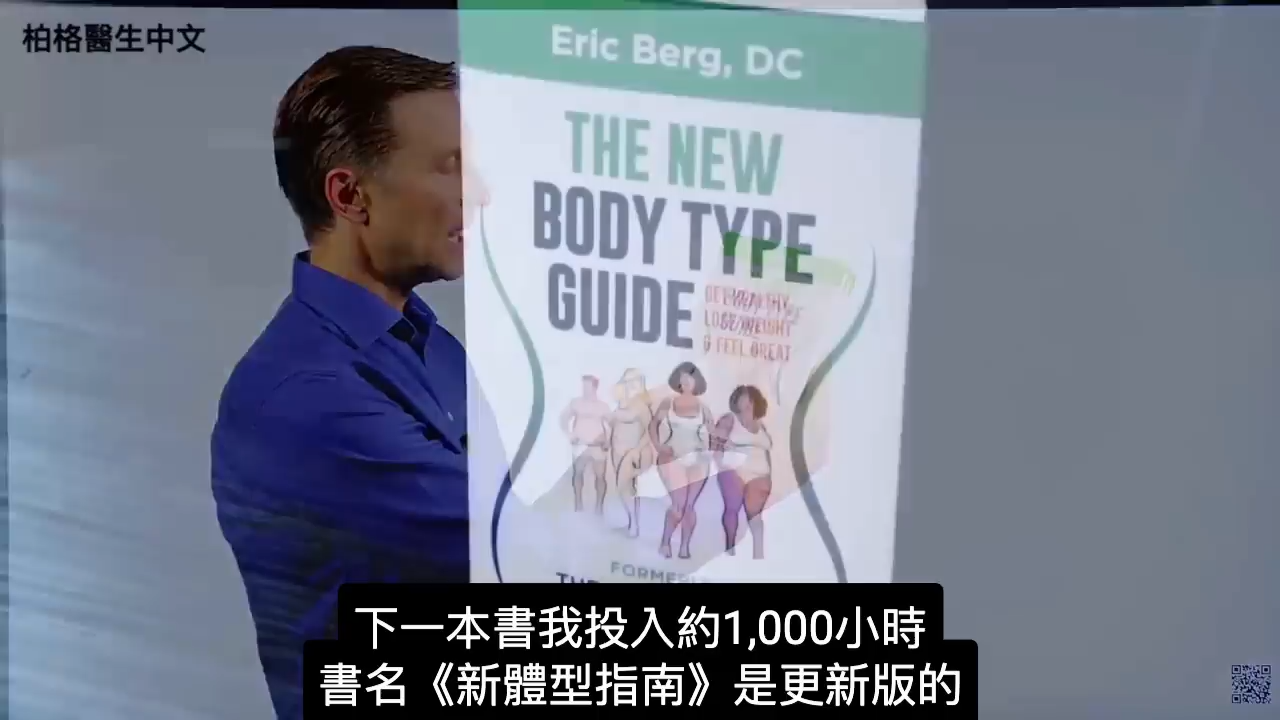 柏格醫生中文
Eric Berg, DC
THE NEW
BODY TYPE
GUIDE
GET HEALTHY
LOSE WEIGHT
& FEEL GREAT
下一本書我投入約1,000小時
書名《新體型指南》是更新版的